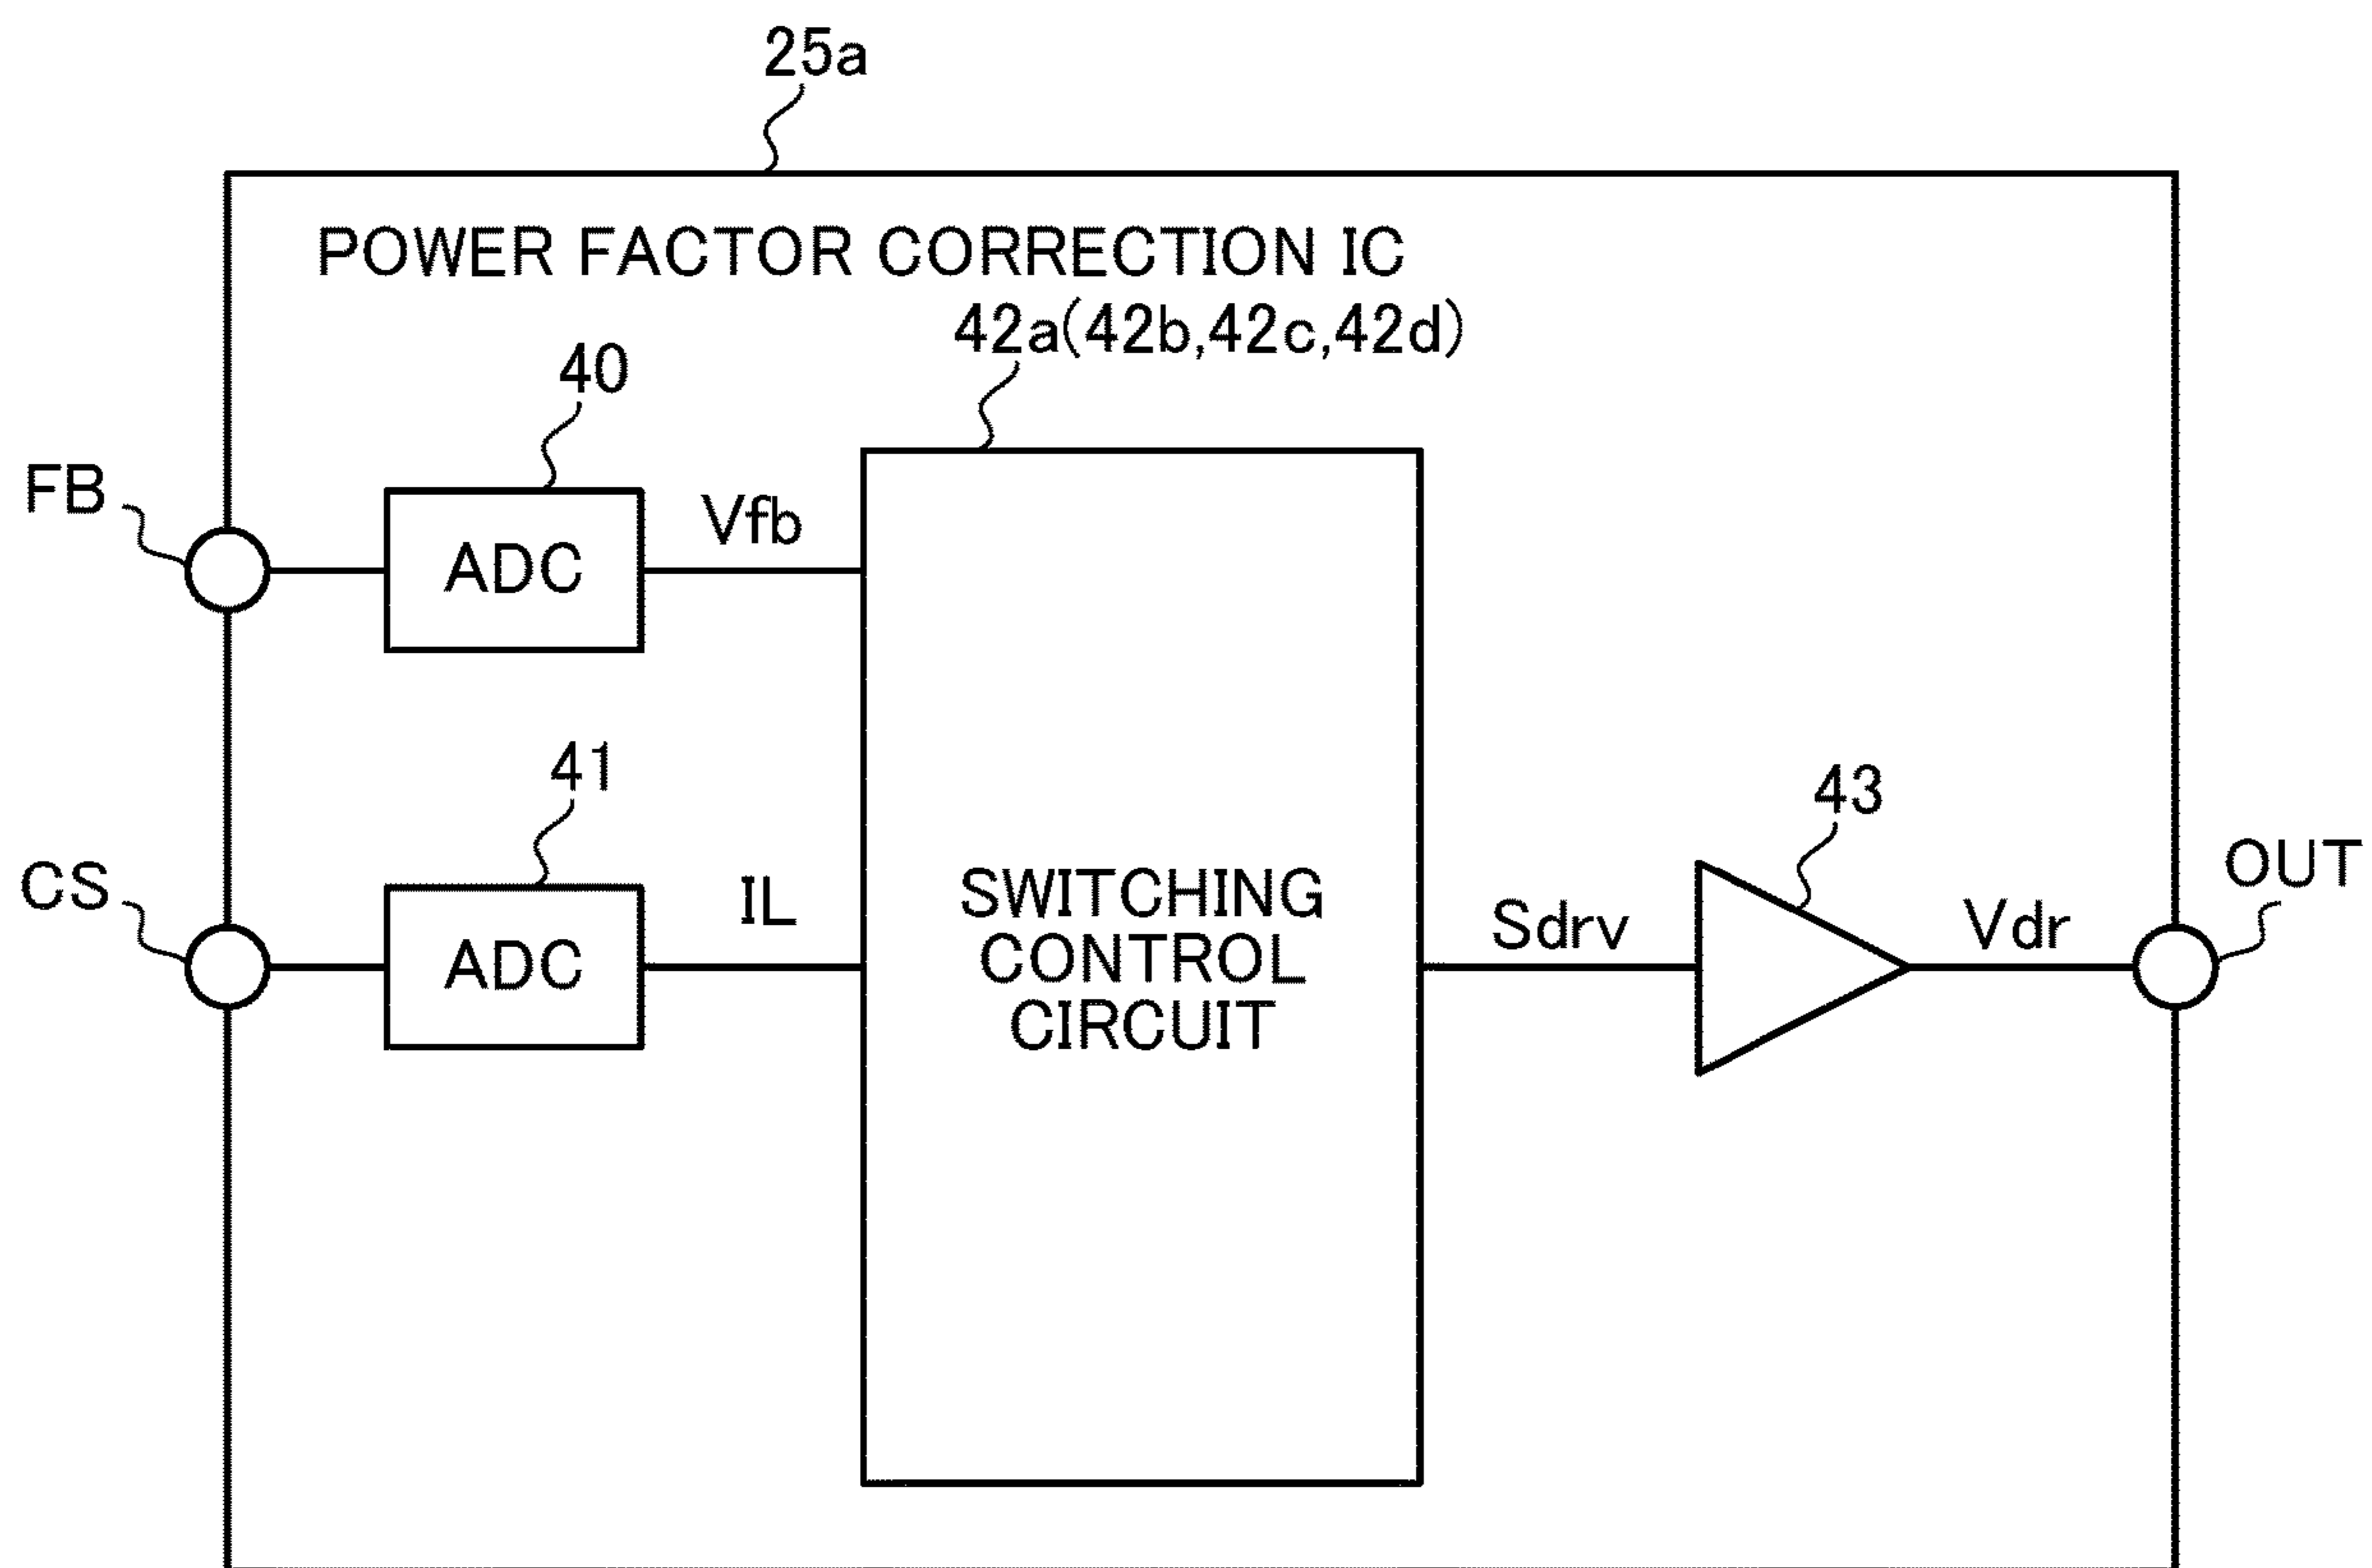 25a
POWER FACTOR CORRECTION IC
42a(42b,42c,42d)
40
FB
ADC
Vfb
41
CS
ADC
IL
SWITCHING
CONTROL
CIRCUIT
Sdrv
43
Vdr
OUT